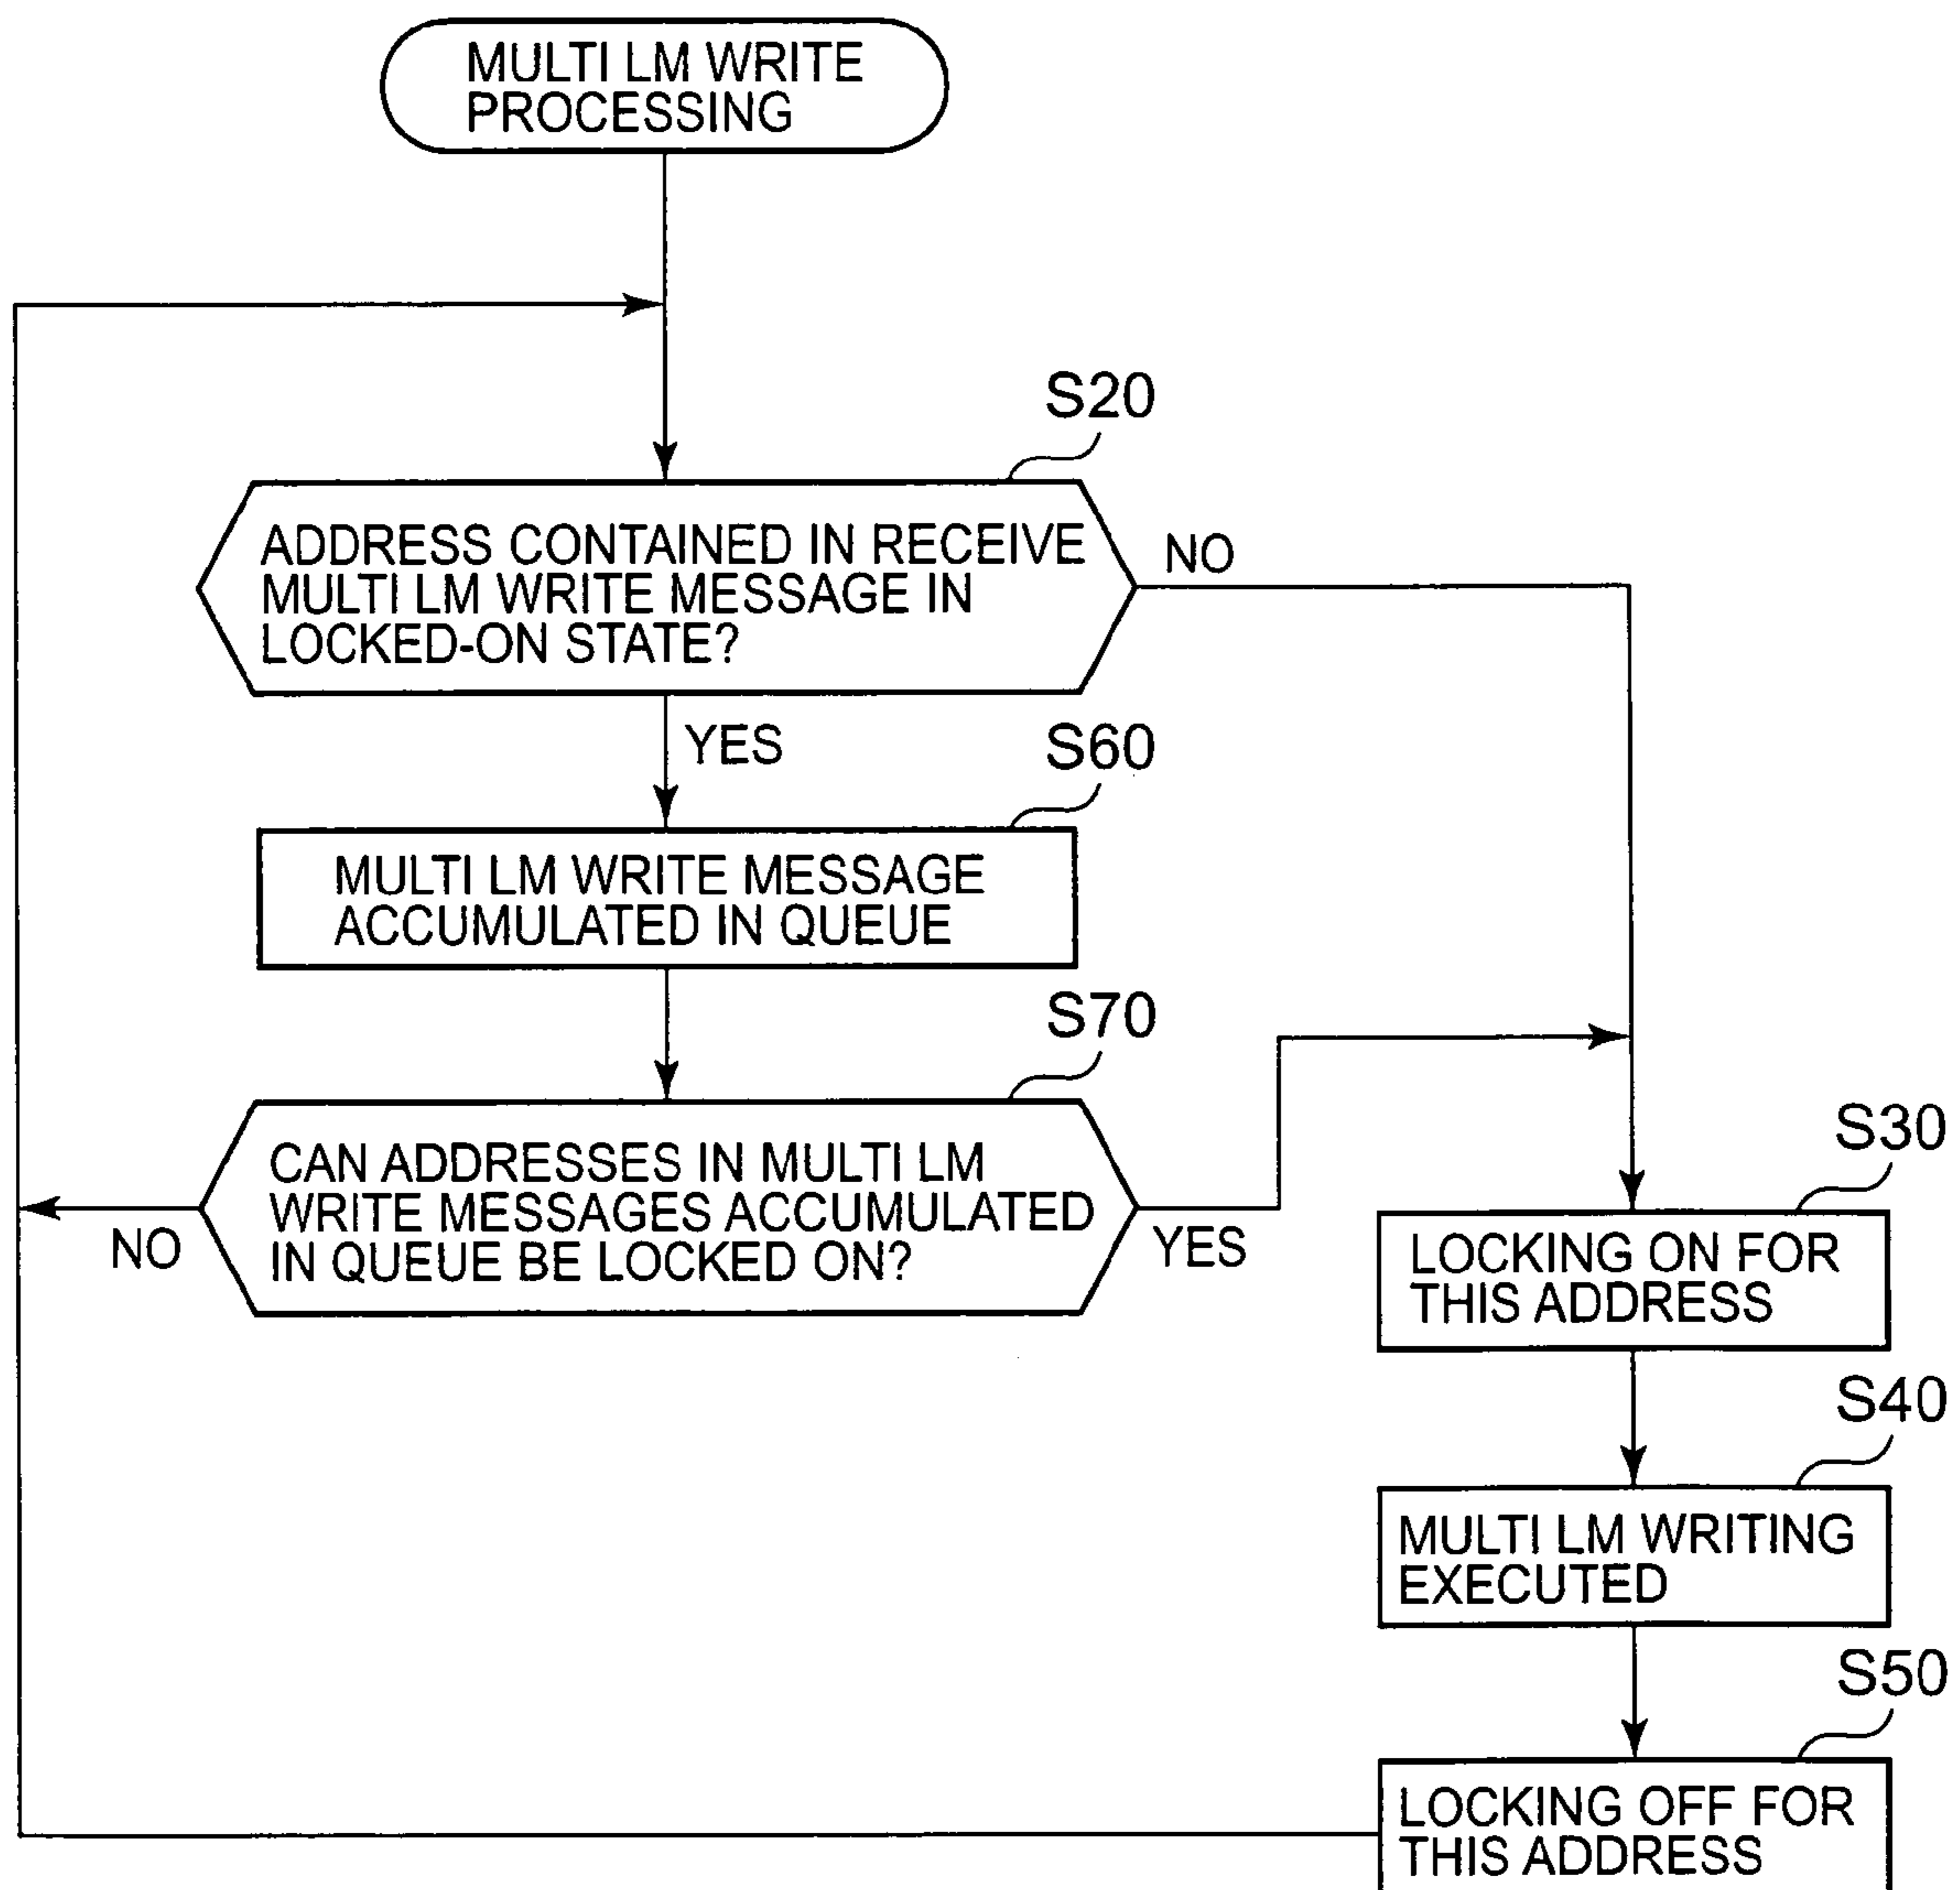 MULTI LM WRITE
PROCESSING
S20
ADDRESS CONTAINED IN RECEIVE
MULTI LM WRITE MESSAGE IN
LOCKED-ON STATE?
NO
YES
S60
MULTI LM WRITE MESSAGE
ACCUMULATED IN QUEUE
S70
CAN ADDRESSES IN MULTI LM
WRITE MESSAGES ACCUMULATED
IN QUEUE BE LOCKED ON?
NO
YES
S30
LOCKING ON FOR
THIS ADDRESS
S40
MULTI LM WRITING
EXECUTED
S50
LOCKING OFF FOR
THIS ADDRESS